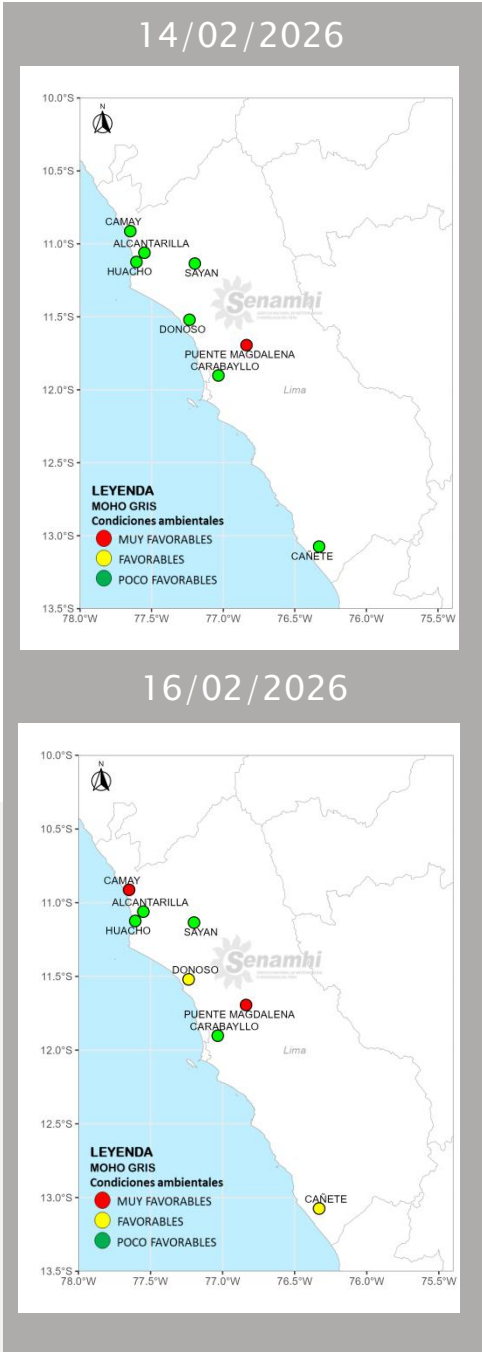 14/02/2026
10.0°S
N
10.5°S
CAMAY
11.0°S
ALCANTARILLA
HUACHO
SAYAN
Senamhi
11.5°S
DONOSO
PUENTE MAGDALENA
CARABAYLLO
12.0°S
Lima
12.5°S
LEYENDA
MOHO GRIS
Condiciones ambientales
13.0°S
MUY FAVORABLES
FAVORABLES
POCO FAVORABLES
CAÑETE
13.5°S
78.0°W 77.5°W 77.0°W 76.5°W 76.0°W 75.5°W
16/02/2026
10.0°S
N
10.5°S
CAMAY
11.0°S
ALCANTARILLA
HUACHO
SAYAN
Senamhi
11.5°S
DONOSO
PUENTE MAGDALENA
CARABAYLLO
12.0°S
Lima
12.5°S
LEYENDA
MOHO GRIS
Condiciones ambientales
13.0°S
CAÑETE
MUY FAVORABLES
FAVORABLES
POCO FAVORABLES
13.5°S
78.0°W 77.5°W 77.0°W 76.5°W 76.0°W 75.5°W